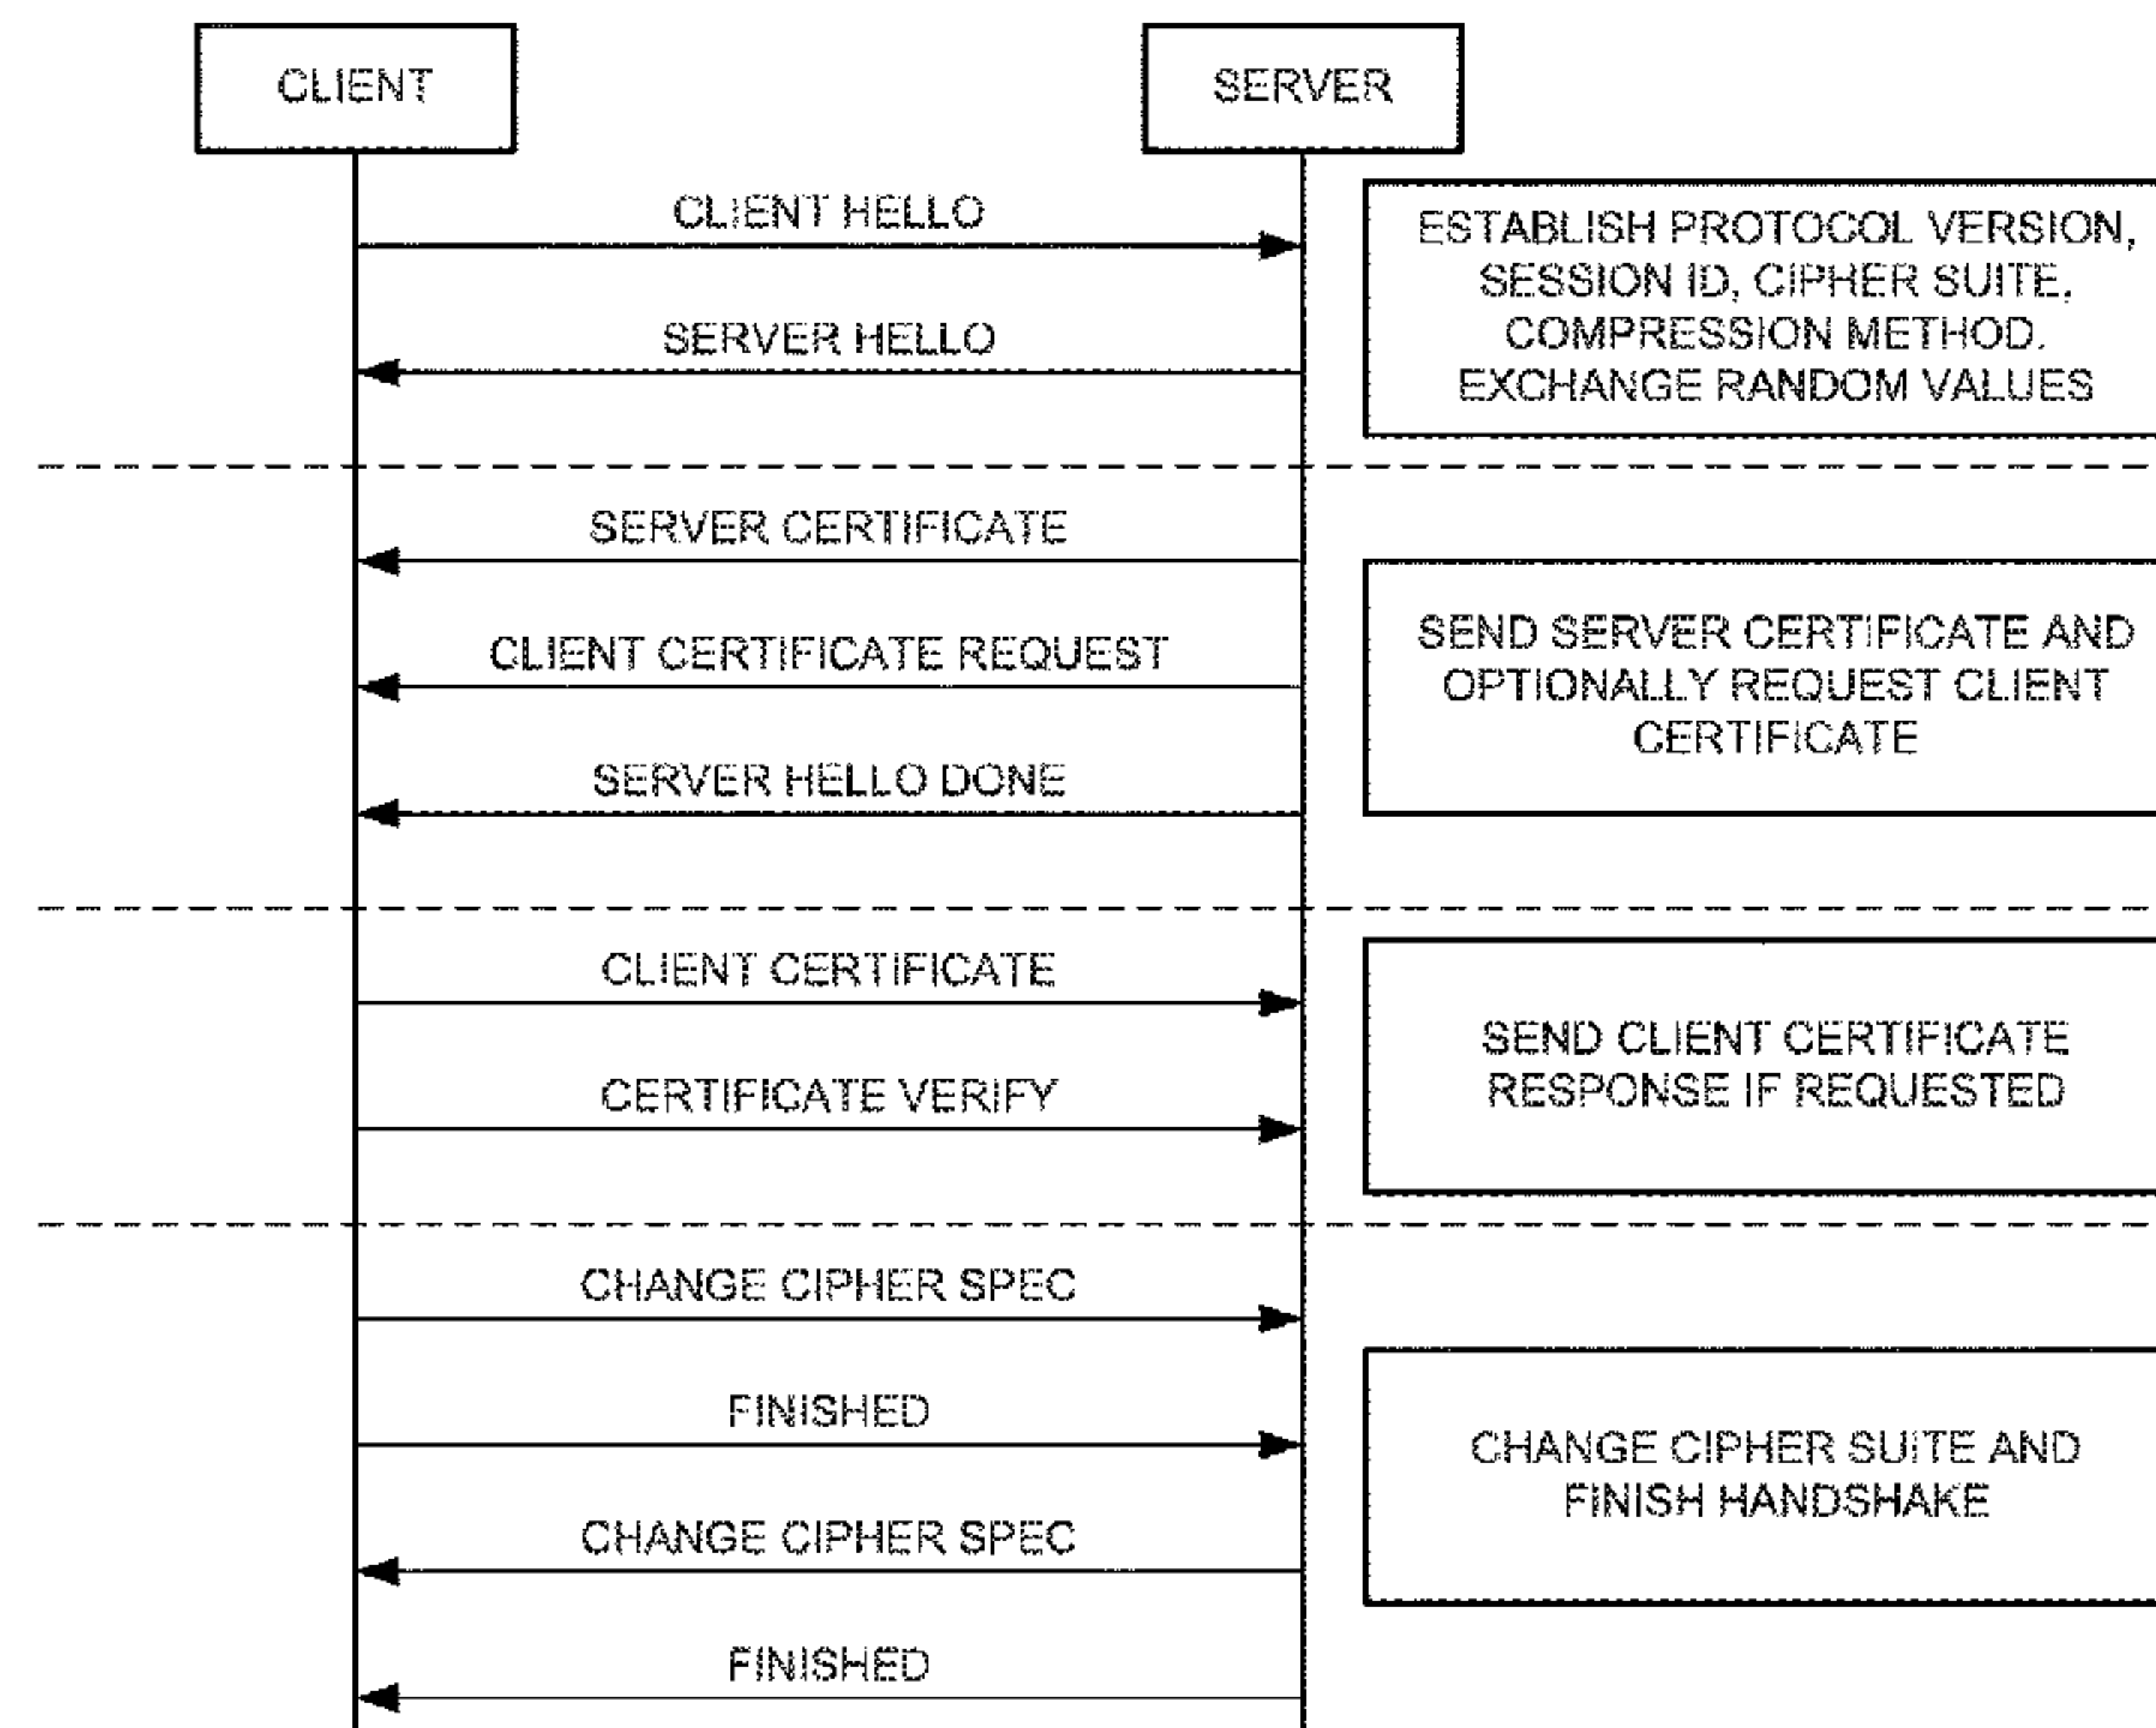 CLIENT
SERVER
CLIENT HELLO
ESTABLISH PROTOCOL VERSION,
SESSION ID, CIPHER SUITE,
COMPRESSION METHOD.
EXCHANGE RANDOM VALUES
SERVER HELLO
SERVER CERTIFICATE
CLIENT CERTIFICATE REQUEST
SERVER HELLO DONE
SEND SERVER CERTIFICATE AND
OPTIONALLY REQUEST CLIENT
CERTIFICATE
CLIENT CERTIFICATE
CERTIFICATE VERIFY
SEND CLIENT CERTIFICATE
RESPONSE IF REQUESTED
CHANGE CIPHER SPEC
FINISHED
CHANGE CIPHER SPEC
FINISHED
CHANGE CIPHER SUITE AND
FINISH HANDSHAKE